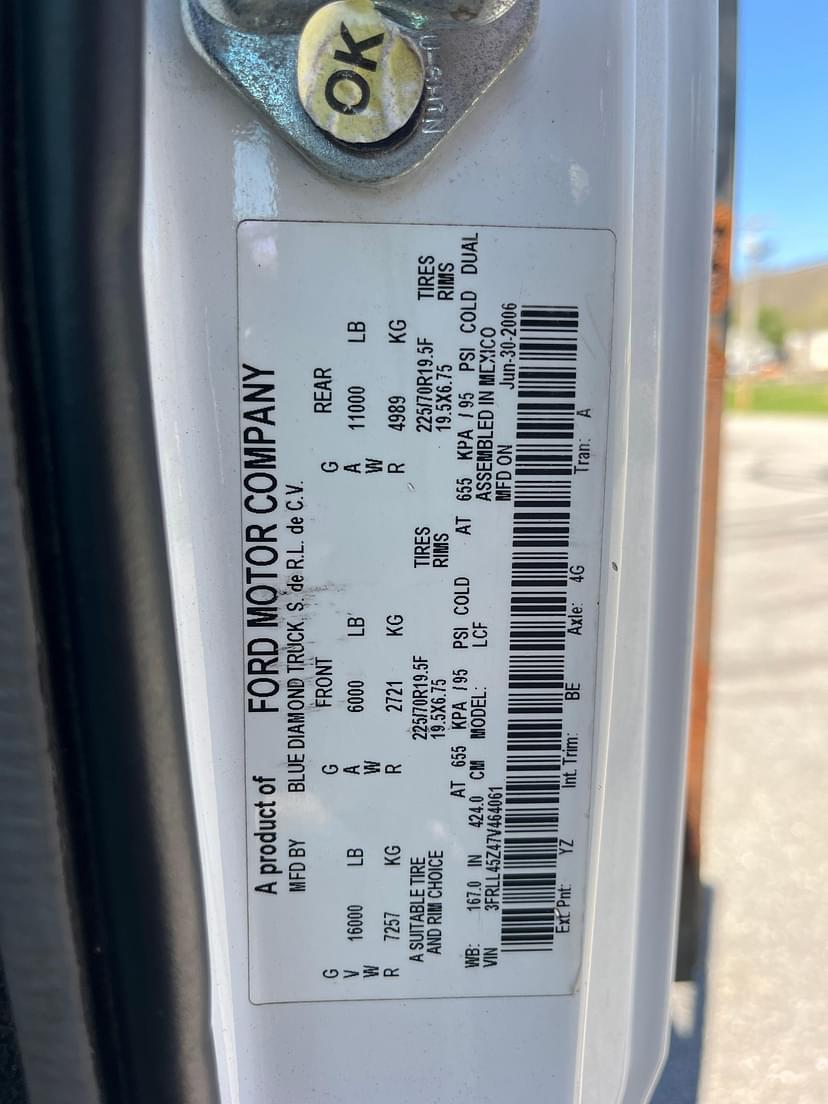 OK
A product of FORD MOTOR COMPANY
MFD BY BLUE DIAMOND TRUCK, S. de R.L. de C.V.
G G FRONT G REAR
V 16000 LB A 6000 LB A 11000 LB
W W W
R 7257 KG R 2721 KG R 4989 KG
A SUITABLE TIRE 225/70R19.5F TIRES 225/70R19.5F TIRES
AND RIM CHOICE 19.5X6.75 RIMS 19.5X6.75 RIMS
AT 655 KPA / 95 PSI COLD AT 655 KPA / 95 PSI COLD DUAL
WB: 167.0 IN 424.0 CM MODEL: LCF ASSEMBLED IN MEXICO
VIN 3FRLL45Z47V464061 MFD ON Jun-30-2006
Ext Pnt: YZ Int. Trim: BE Axle: 4G Tran: A